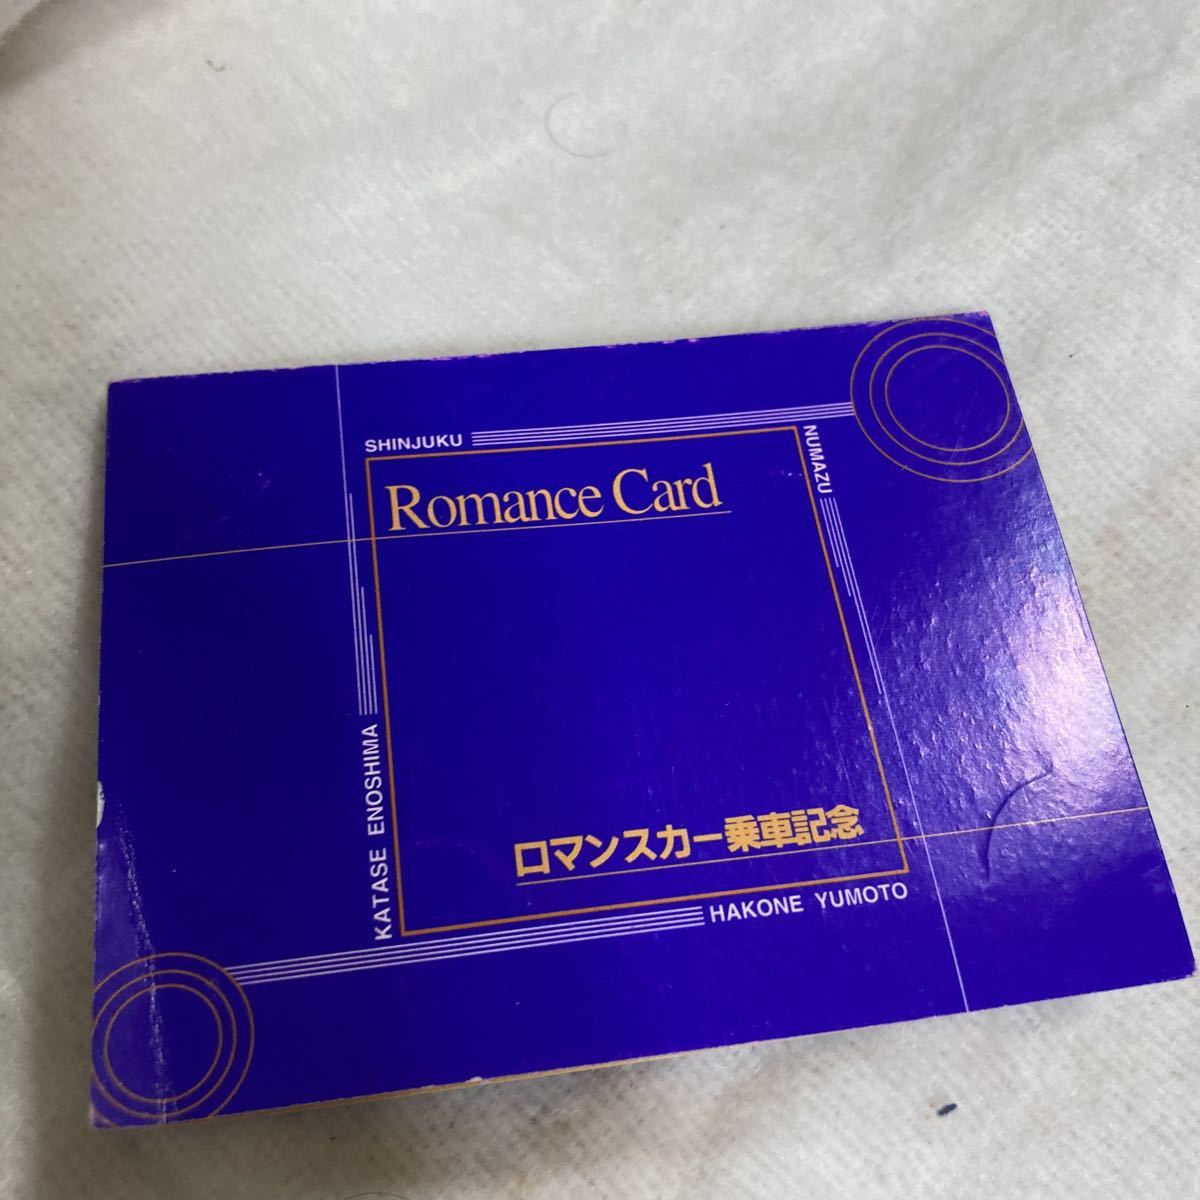 SHINJUKU
NUMAZU
Romance Card
KATASE ENOSHIMA
ロマンスカー乗車記念
HAKONE YUMOTO